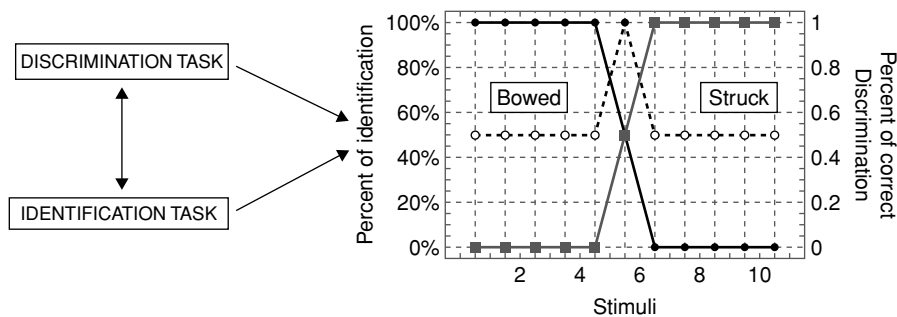 DISCRIMINATION TASK
IDENTIFICATION TASK
Percent of identification
100%
80%
60%
40%
20%
0%
Bowed
Struck
2
4
6
8
10
Stimuli
1
0.8
0.6
0.4
0.2
0
Percent of correct
Discrimination